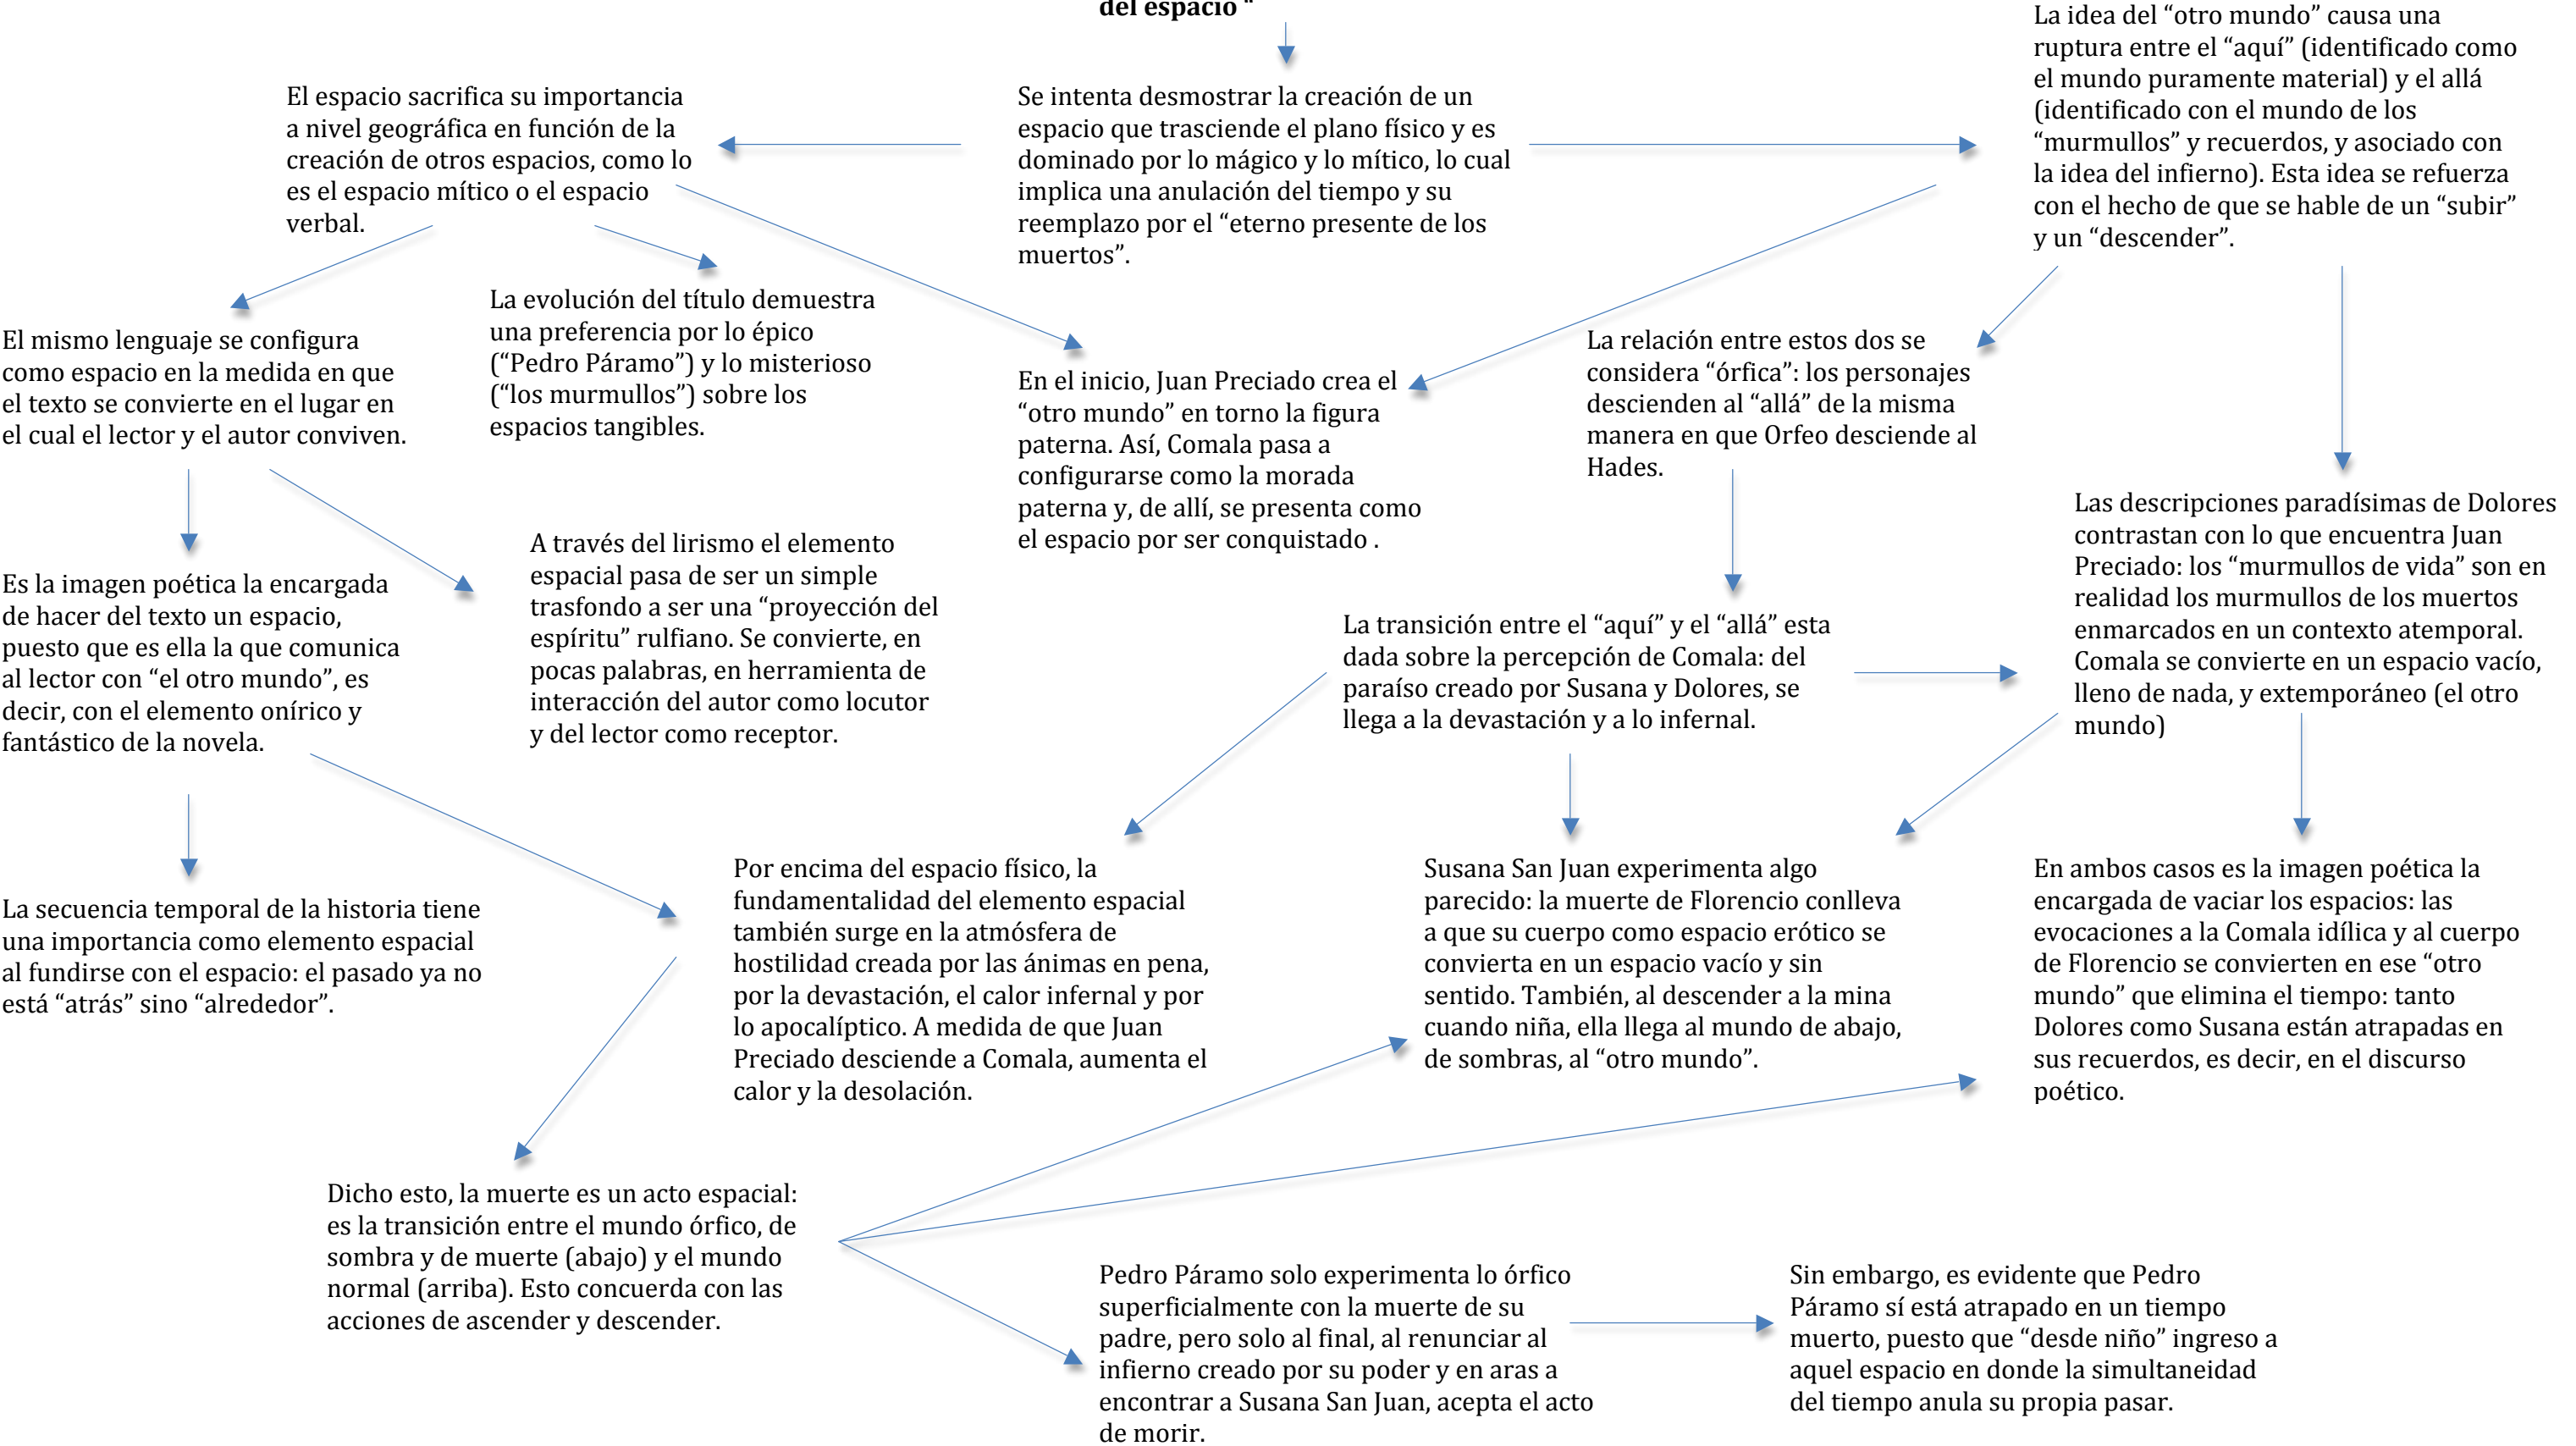 del espacio “
La idea del “otro mundo” causa una
ruptura entre el “aquí” (identificado como
el mundo puramente material) y el allá
(identificado con el mundo de los
“murmullos” y recuerdos, y asociado con
la idea del infierno). Esta idea se refuerza
con el hecho de que se hable de un “subir”
y un “descender”.
El espacio sacrifica su importancia
a nivel geográfica en función de la
creación de otros espacios, como lo
es el espacio mítico o el espacio
verbal.
Se intenta desmostrar la creación de un
espacio que trasciende el plano físico y es
dominado por lo mágico y lo mítico, lo cual
implica una anulación del tiempo y su
reemplazo por el “eterno presente de los
muertos”.
El mismo lenguaje se configura
como espacio en la medida en que
el texto se convierte en el lugar en
el cual el lector y el autor conviven.
La evolución del título demuestra
una preferencia por lo épico
(“Pedro Páramo”) y lo misterioso
(“los murmullos”) sobre los
espacios tangibles.
En el inicio, Juan Preciado crea el
“otro mundo” en torno la figura
paterna. Así, Comala pasa a
configurarse como la morada
paterna y, de allí, se presenta como
el espacio por ser conquistado .
La relación entre estos dos se
considera “órfica”: los personajes
descienden al “allá” de la misma
manera en que Orfeo desciende al
Hades.
Las descripciones paradísimas de Dolores
contrastan con lo que encuentra Juan
Preciado: los “murmullos de vida” son en
realidad los murmullos de los muertos
enmarcados en un contexto atemporal.
Comala se convierte en un espacio vacío,
lleno de nada, y extemporáneo (el otro
mundo)
Es la imagen poética la encargada
de hacer del texto un espacio,
puesto que es ella la que comunica
al lector con “el otro mundo”, es
decir, con el elemento onírico y
fantástico de la novela.
A través del lirismo el elemento
espacial pasa de ser un simple
trasfondo a ser una “proyección del
espíritu” rulfiano. Se convierte, en
pocas palabras, en herramienta de
interacción del autor como locutor
y del lector como receptor.
La transición entre el “aquí” y el “allá” esta
dada sobre la percepción de Comala: del
paraíso creado por Susana y Dolores, se
llega a la devastación y a lo infernal.
La secuencia temporal de la historia tiene
una importancia como elemento espacial
al fundirse con el espacio: el pasado ya no
está “atrás” sino “alrededor”.
Por encima del espacio físico, la
fundamentalidad del elemento espacial
también surge en la atmósfera de
hostilidad creada por las ánimas en pena,
por la devastación, el calor infernal y por
lo apocalíptico. A medida de que Juan
Preciado desciende a Comala, aumenta el
calor y la desolación.
Susana San Juan experimenta algo
parecido: la muerte de Florencio conlleva
a que su cuerpo como espacio erótico se
convierta en un espacio vacío y sin
sentido. También, al descender a la mina
cuando niña, ella llega al mundo de abajo,
de sombras, al “otro mundo”.
En ambos casos es la imagen poética la
encargada de vaciar los espacios: las
evocaciones a la Comala idílica y al cuerpo
de Florencio se convierten en ese “otro
mundo” que elimina el tiempo: tanto
Dolores como Susana están atrapadas en
sus recuerdos, es decir, en el discurso
poético.
Dicho esto, la muerte es un acto espacial:
es la transición entre el mundo órfico, de
sombra y de muerte (abajo) y el mundo
normal (arriba). Esto concuerda con las
acciones de ascender y descender.
Pedro Páramo solo experimenta lo órfico
superficialmente con la muerte de su
padre, pero solo al final, al renunciar al
infierno creado por su poder y en aras a
encontrar a Susana San Juan, acepta el acto
de morir.
Sin embargo, es evidente que Pedro
Páramo sí está atrapado en un tiempo
muerto, puesto que “desde niño” ingreso a
aquel espacio en donde la simultaneidad
del tiempo anula su propia pasar.